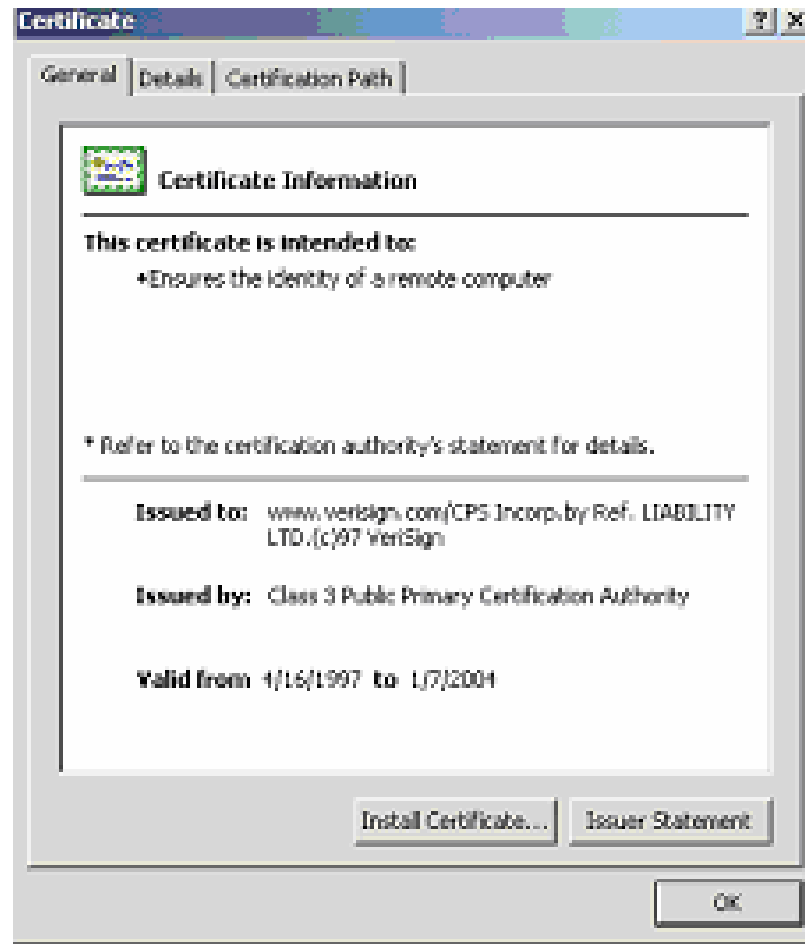 Certificate
General Details Certification Path
Certificate Information
This certificate is intended to:
•Ensures the identity of a remote computer
* Refer to the certification authority's statement for details.
Issued to: www.verisign.com/CPS Incorp.by Ref. LIABILITY
LTD.(c)97 VeriSign
Issued by: Class 3 Public Primary Certification Authority
Valid from 4/16/1997 to 1/7/2004
Install Certificate... Issuer Statement
OK